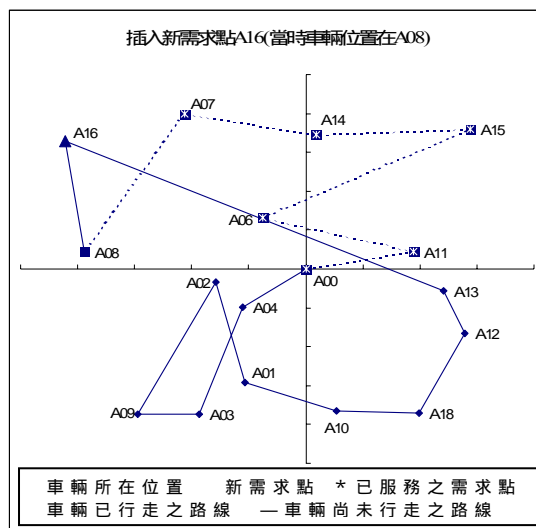 插入新需求點A16(當時車輛位置在A08)
A07
A14
A15
A16
A06
A08
A11
A00
A02
A13
A04
A12
A01
A09
A03
A10
A18
車輛所在位置 新需求點 *已服務之需求點
車輛已行走之路線 —車輛尚未行走之路線